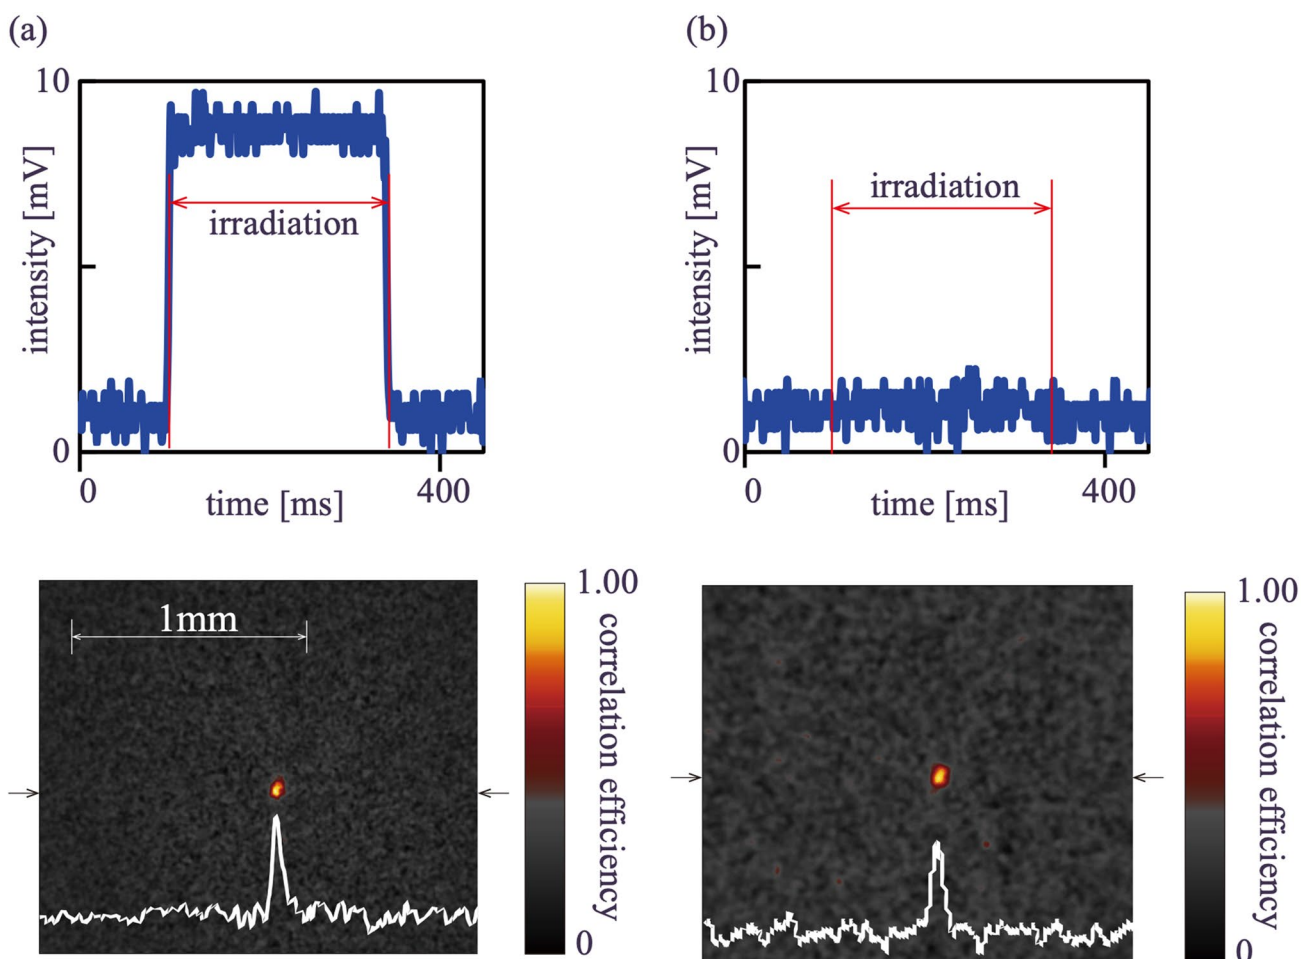 (a)
10
intensity [mV]
irradiation
0
0
400
time [ms]
(b)
10
intensity [mV]
irradiation
0
0
400
time [ms]
1mm
1.00
correlation efficiency
0
1.00
correlation efficiency
0